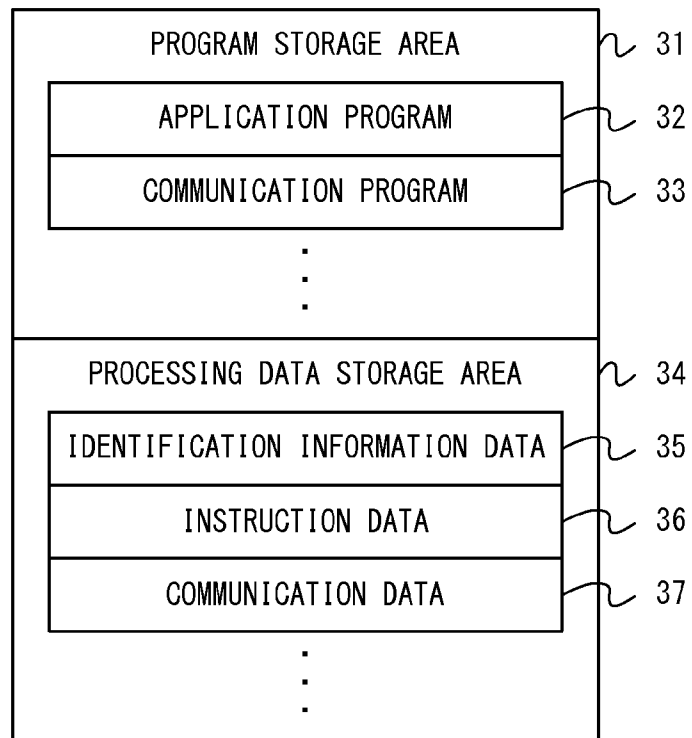 PROGRAM STORAGE AREA 31
APPLICATION PROGRAM 32
COMMUNICATION PROGRAM 33
PROCESSING DATA STORAGE AREA 34
IDENTIFICATION INFORMATION DATA 35
INSTRUCTION DATA 36
COMMUNICATION DATA 37